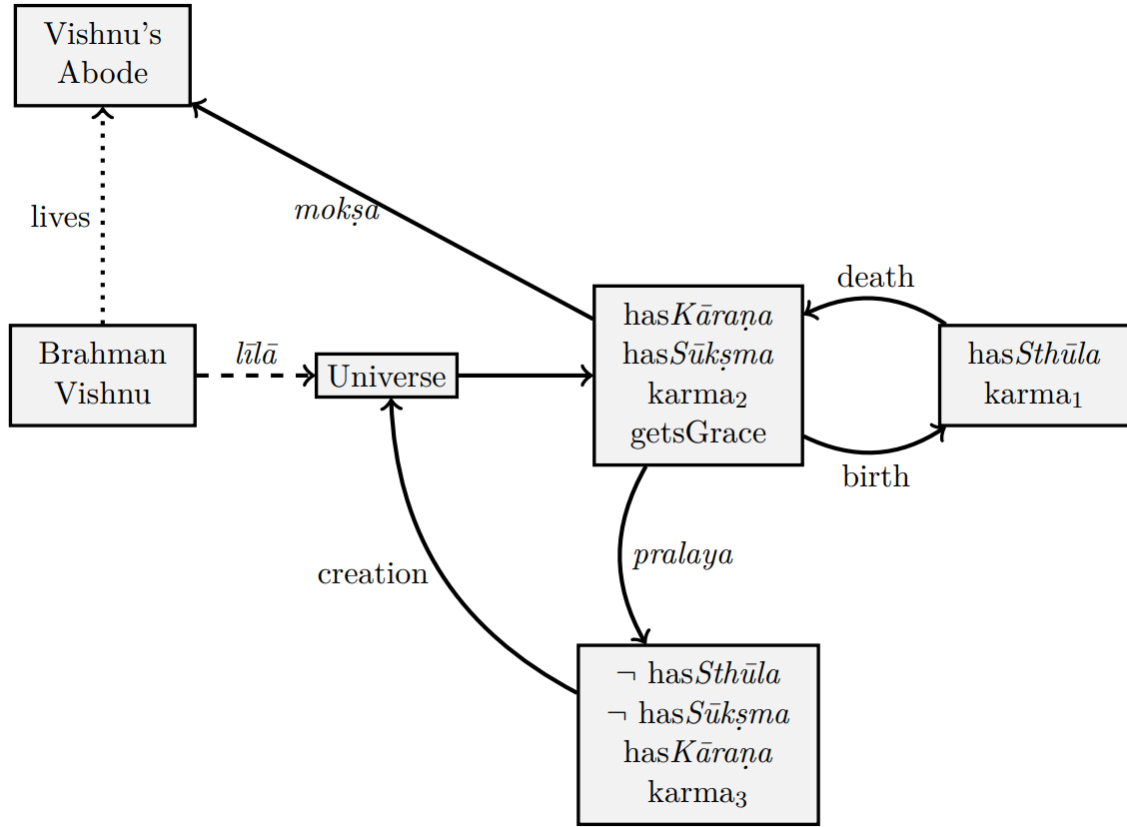 Vishnu's
Abode
lives
mokṣa
Brahman
Vishnu
līlā
Universe
hasKāraṇa
hasSūkṣma
karma₂
getsGrace
death
birth
hasSthūla
karma₁
creation
pralaya
¬ hasSthūla
¬ hasSūkṣma
hasKāraṇa
karma₃